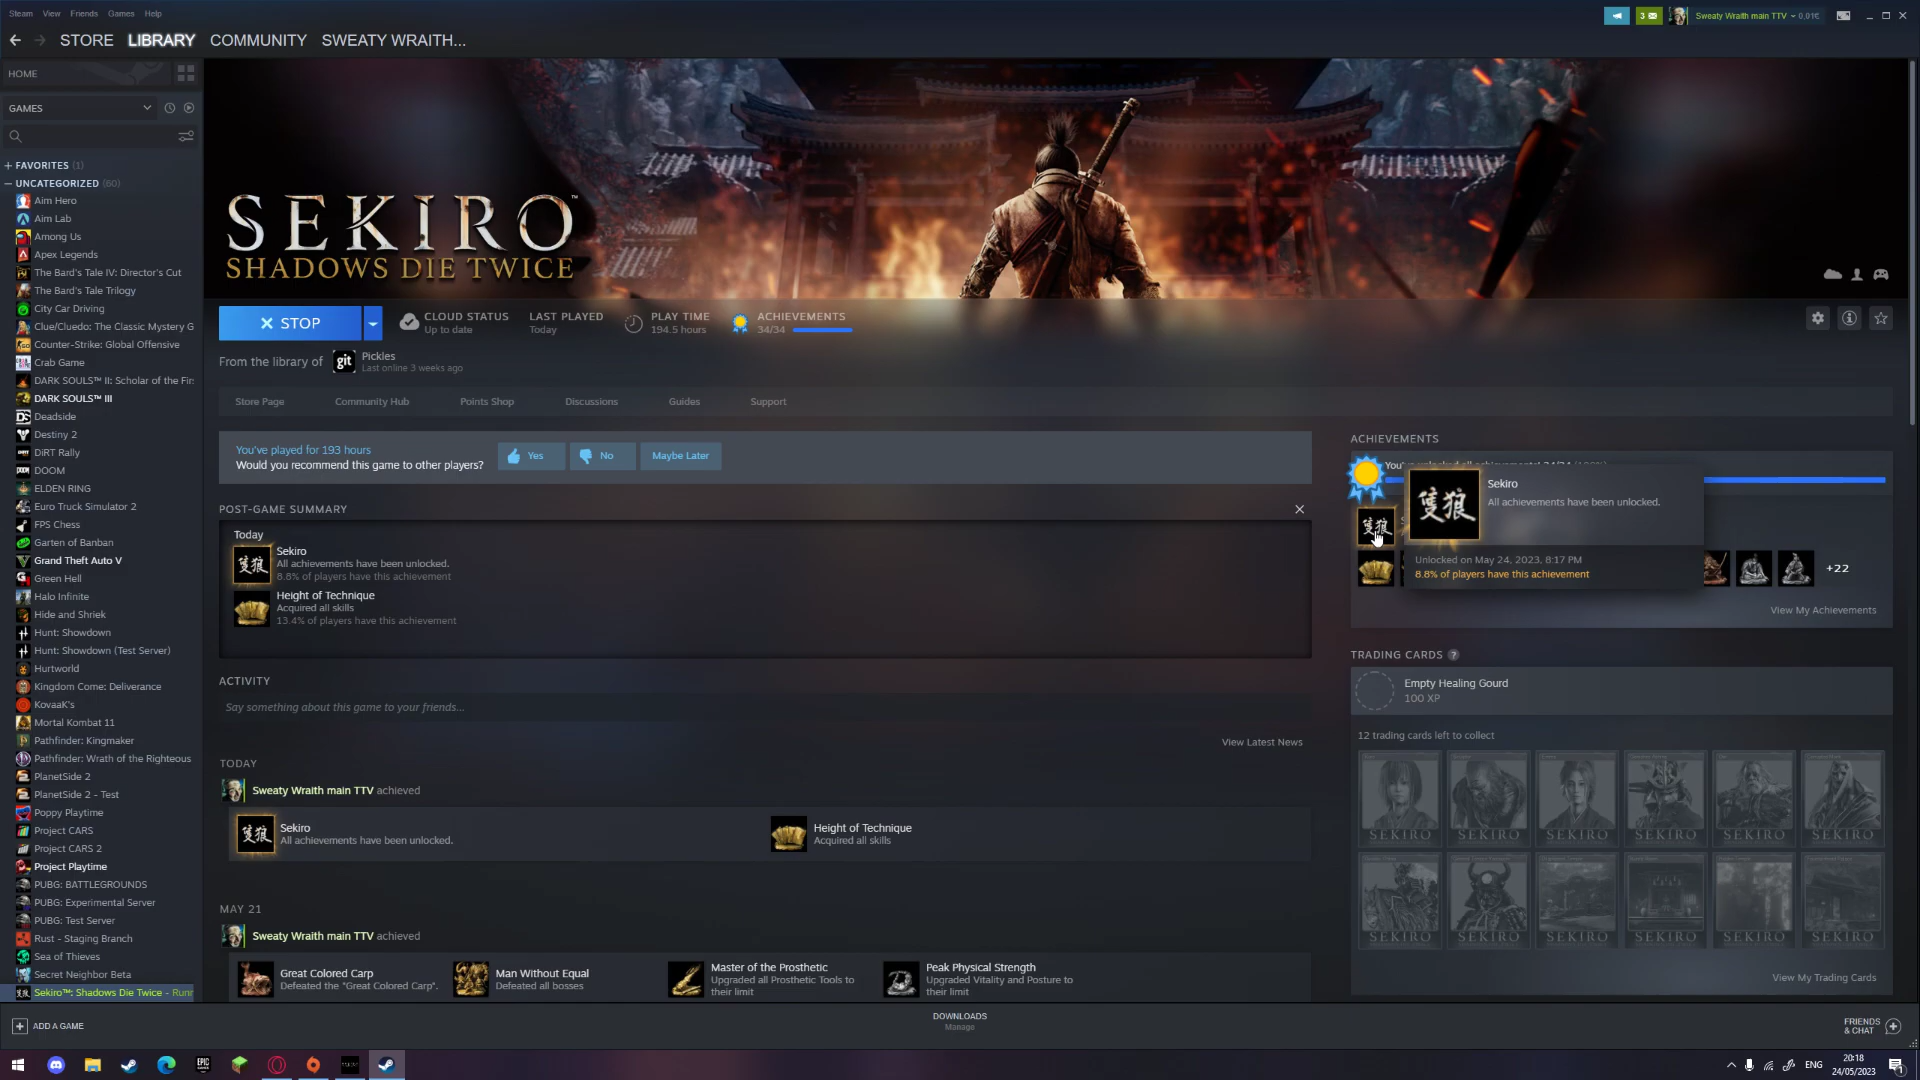 Steam View Friends Games Help
3
Sweaty Wraith main TTV
0,01€
STORE LIBRARY COMMUNITY SWEATY WRAITH...
HOME
GAMES
+ FAVORITES (1)
− UNCATEGORIZED (60)
Aim Hero
Aim Lab
Among Us
Apex Legends
The Bard's Tale IV: Director's Cut
The Bard's Tale Trilogy
City Car Driving
Clue/Cluedo: The Classic Mystery G
Counter-Strike: Global Offensive
Crab Game
DARK SOULS™ II: Scholar of the Firs
DARK SOULS™ III
Deadside
Destiny 2
DiRT Rally
DOOM
ELDEN RING
Euro Truck Simulator 2
FPS Chess
Garten of Banban
Grand Theft Auto V
Green Hell
Halo Infinite
Hide and Shriek
Hunt: Showdown
Hunt: Showdown (Test Server)
Hurtworld
Kingdom Come: Deliverance
KovaaK's
Mortal Kombat 11
Pathfinder: Kingmaker
Pathfinder: Wrath of the Righteous
PlanetSide 2
PlanetSide 2 - Test
Poppy Playtime
Project CARS
Project CARS 2
Project Playtime
PUBG: BATTLEGROUNDS
PUBG: Experimental Server
PUBG: Test Server
Rust - Staging Branch
Sea of Thieves
Secret Neighbor Beta
Sekiro™: Shadows Die Twice - Runn
SEKIRO™
SHADOWS DIE TWICE
STOP
CLOUD STATUS
Up to date
LAST PLAYED
Today
PLAY TIME
194.5 hours
ACHIEVEMENTS
34/34
From the library of
git
Pickles
Last online 3 weeks ago
Store Page Community Hub Points Shop Discussions Guides Support
You've played for 193 hours
Would you recommend this game to other players?
Yes No Maybe Later
POST-GAME SUMMARY
Today
隻狼
Sekiro
All achievements have been unlocked.
8.8% of players have this achievement
Height of Technique
Acquired all skills
13.4% of players have this achievement
ACTIVITY
Say something about this game to your friends...
View Latest News
TODAY
Sweaty Wraith main TTV achieved
隻狼
Sekiro
All achievements have been unlocked.
Height of Technique
Acquired all skills
MAY 21
Sweaty Wraith main TTV achieved
Great Colored Carp
Defeated the "Great Colored Carp".
Man Without Equal
Defeated all bosses
Master of the Prosthetic
Upgraded all Prosthetic Tools to
their limit
Peak Physical Strength
Upgraded Vitality and Posture to
their limit
ACHIEVEMENTS
隻狼
隻狼
Sekiro
All achievements have been unlocked.
Unlocked on May 24, 2023, 8:17 PM
8.8% of players have this achievement
+22
View My Achievements
TRADING CARDS ?
Empty Healing Gourd
100 XP
12 trading cards left to collect
SEKIRO SEKIRO SEKIRO SEKIRO SEKIRO SEKIRO
SEKIRO SEKIRO SEKIRO SEKIRO SEKIRO SEKIRO
View My Trading Cards
ADD A GAME
DOWNLOADS
Manage
FRIENDS
& CHAT
EPIC
ENG
20:18
24/05/2023